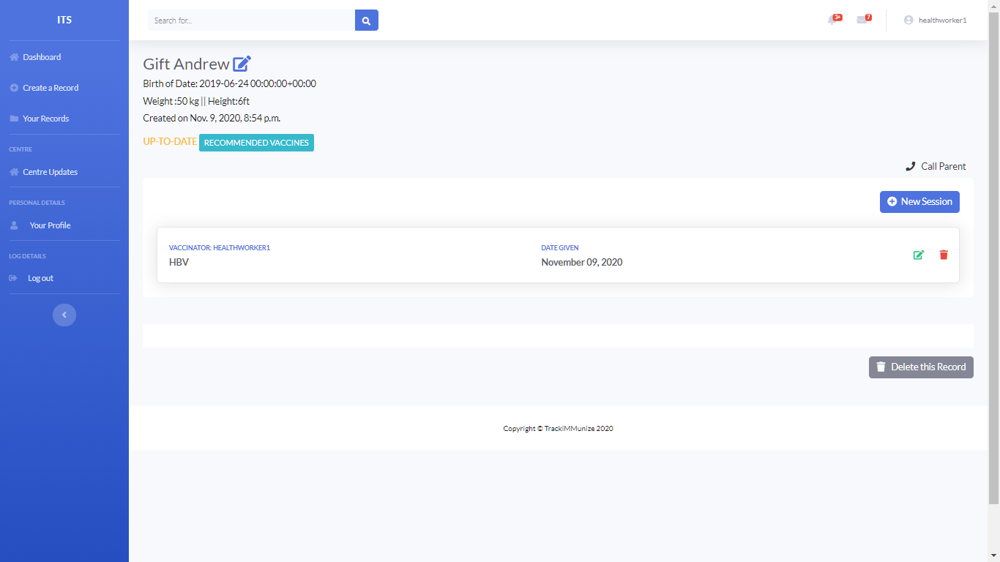 ITS
Dashboard
Create a Record
Your Records
CENTRE
Centre Updates
PERSONAL DETAILS
Your Profile
LOG DETAILS
Log out
Search for...
3+
7
healthworker1
Gift Andrew
Birth of Date: 2019-06-24 00:00:00+00:00
Weight :50 kg || Height:6ft
Created on Nov. 9, 2020, 8:54 p.m.
UP-TO-DATE RECOMMENDED VACCINES
Call Parent
New Session
VACCINATOR: HEALTHWORKER1
HBV
DATE GIVEN
November 09, 2020
Delete this Record
Copyright © TrackiMMunize 2020